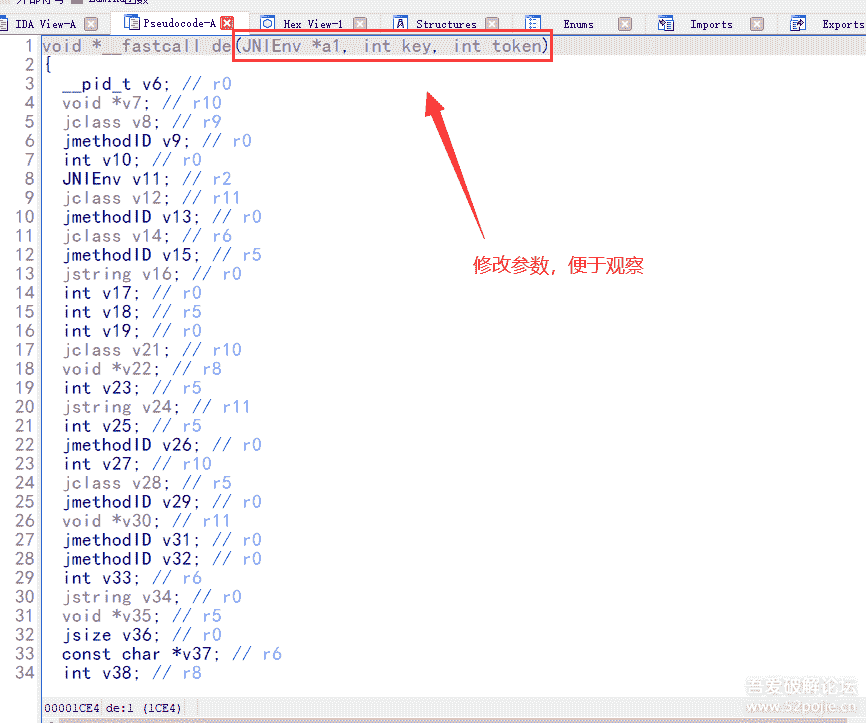 IDA View-A Pseudocode-A Hex View-1 Structures Enums Imports Exports
1 void *__fastcall de(JNIEnv *a1, int key, int token)
2 {
3 __pid_t v6; // r0
4 void *v7; // r10
5 jclass v8; // r9
6 jmethodID v9; // r0
7 int v10; // r0
8 JNIEnv v11; // r2
9 jclass v12; // r11
10 jmethodID v13; // r0
11 jclass v14; // r6
12 jmethodID v15; // r5
13 jstring v16; // r0
14 int v17; // r0
15 int v18; // r5
16 int v19; // r0
17 jclass v21; // r10
18 void *v22; // r8
19 int v23; // r5
20 jstring v24; // r11
21 int v25; // r5
22 jmethodID v26; // r0
23 int v27; // r10
24 jclass v28; // r5
25 jmethodID v29; // r0
26 void *v30; // r11
27 jmethodID v31; // r0
28 jmethodID v32; // r0
29 int v33; // r6
30 jstring v34; // r0
31 void *v35; // r5
32 jsize v36; // r0
33 const char *v37; // r6
34 int v38; // r8
修改参数，便于观察
00001CE4 de:1 (1CE4)
吾爱破解论坛
www.52pojie.cn